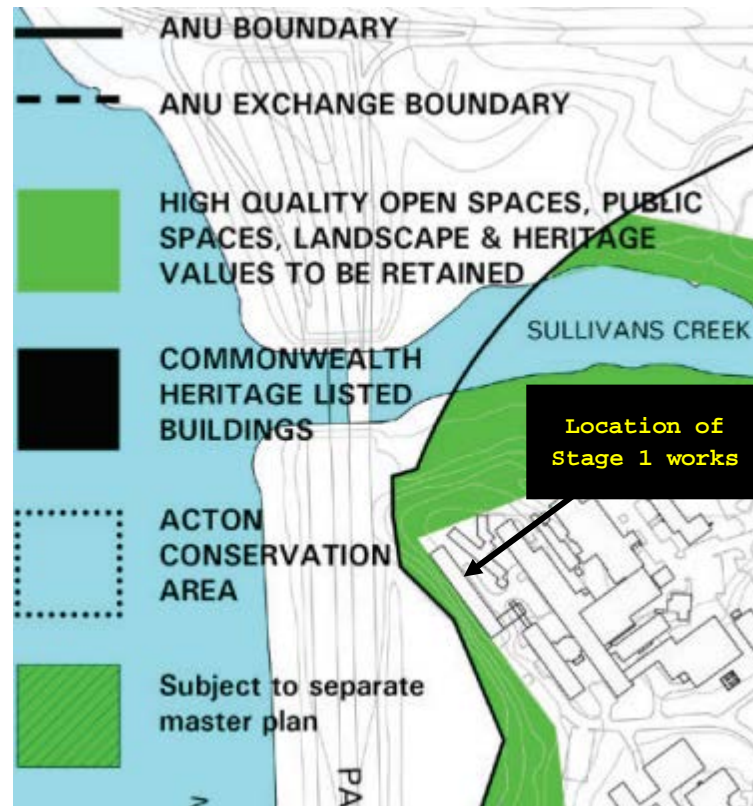 ANU BOUNDARY
ANU EXCHANGE BOUNDARY
HIGH QUALITY OPEN SPACES, PUBLIC
SPACES, LANDSCAPE & HERITAGE
VALUES TO BE RETAINED
SULLIVANS CREEK
COMMONWEALTH
HERITAGE LISTED
BUILDINGS
Location of
Stage 1 works
ACTON
CONSERVATION
AREA
Subject to separate
master plan
PA